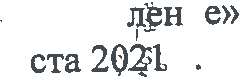 лен е»
ста 2021 .